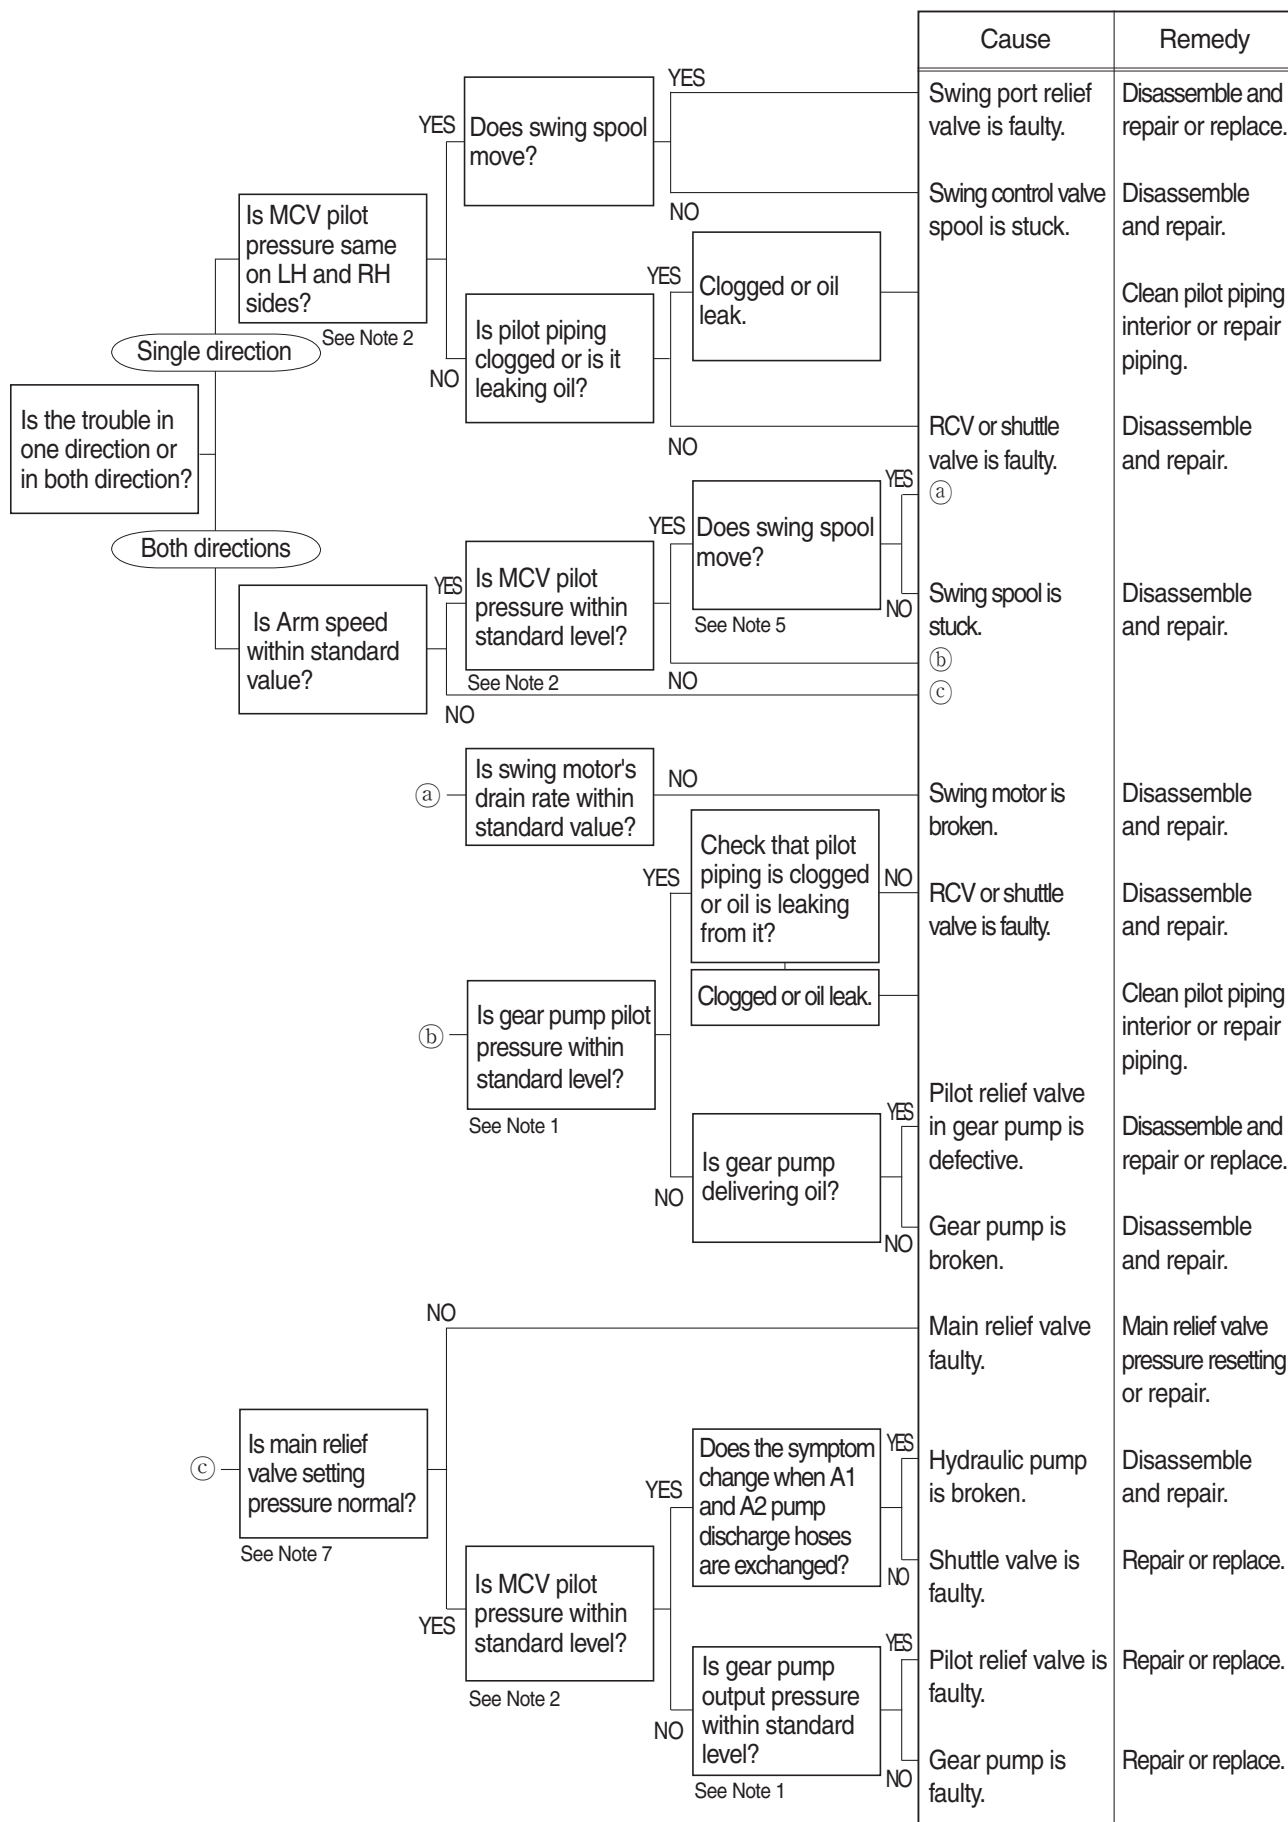 Cause
Remedy
YES
Does swing spool
move?
YES
Swing port relief
valve is faulty.
Disassemble and
repair or replace.
NO
Swing control valve
spool is stuck.
Disassemble
and repair.
Is MCV pilot
pressure same
on LH and RH
sides?
See Note 2
Single direction
NO
Is pilot piping
clogged or is it
leaking oil?
YES
Clogged or oil
leak.
Clean pilot piping
interior or repair
piping.
NO
RCV or shuttle
valve is faulty.
Disassemble
and repair.
Is the trouble in
one direction or
in both direction?
Both directions
Is Arm speed
within standard
value?
YES
Is MCV pilot
pressure within
standard level?
See Note 2
YES
Does swing spool
move?
See Note 5
YES
ⓐ
NO
Swing spool is
stuck.
Disassemble
and repair.
NO
ⓑ
NO
ⓒ
ⓐ
Is swing motor's
drain rate within
standard value?
NO
Swing motor is
broken.
Disassemble
and repair.
ⓑ
Is gear pump pilot
pressure within
standard level?
See Note 1
YES
Check that pilot
piping is clogged
or oil is leaking
from it?
NO
RCV or shuttle
valve is faulty.
Disassemble
and repair.
Clogged or oil leak.
Clean pilot piping
interior or repair
piping.
NO
Is gear pump
delivering oil?
YES
Pilot relief valve
in gear pump is
defective.
Disassemble and
repair or replace.
NO
Gear pump is
broken.
Disassemble
and repair.
ⓒ
Is main relief
valve setting
pressure normal?
See Note 7
NO
Main relief valve
faulty.
Main relief valve
pressure resetting
or repair.
YES
Is MCV pilot
pressure within
standard level?
See Note 2
YES
Does the symptom
change when A1
and A2 pump
discharge hoses
are exchanged?
YES
Hydraulic pump
is broken.
Disassemble
and repair.
NO
Shuttle valve is
faulty.
Repair or replace.
NO
Is gear pump
output pressure
within standard
level?
See Note 1
YES
Pilot relief valve is
faulty.
Repair or replace.
NO
Gear pump is
faulty.
Repair or replace.